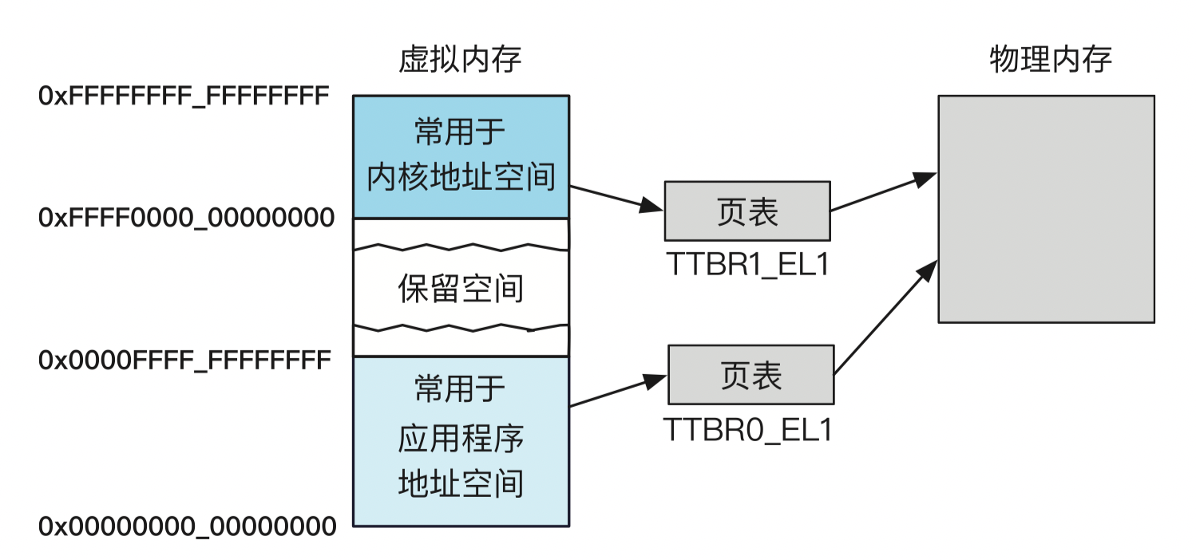 虚拟内存
物理内存
0xFFFFFFFF_FFFFFFFF
常用于
内核地址空间
页表
0xFFFF0000_00000000
TTBR1_EL1
保留空间
0x0000FFFF_FFFFFFFF
页表
常用于
应用程序
TTBR0_EL1
地址空间
0x00000000_00000000